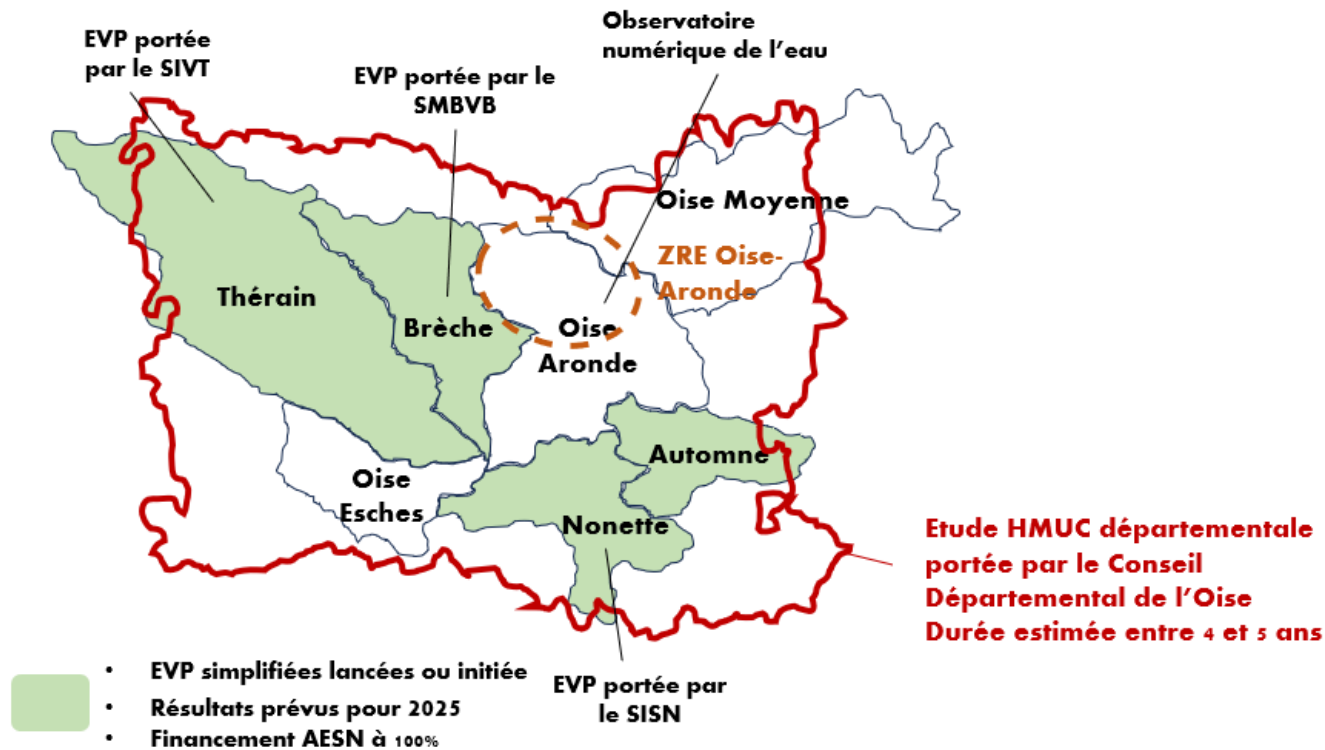 EVP portée
par le SIVT
EVP portée par le
SMBVB
Observatoire
numérique de l'eau
Oise Moyenne
ZRE Oise-
Aronde
Thérain
Brèche
Oise
Aronde
Automne
Oise
Esches
Nonette
Etude HMUC départementale
portée par le Conseil
Départemental de l'Oise
Durée estimée entre 4 et 5 ans
• EVP simplifiées lancées ou initiée
• Résultats prévus pour 2025
• Financement AESN à 100%
EVP portée par
le SISN